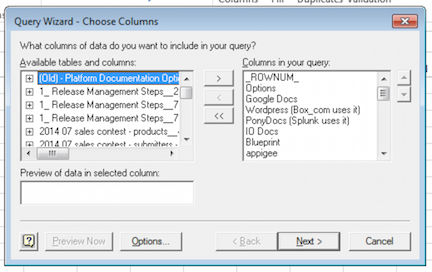 Columns Fill Duplicates Validation
Query Wizard - Choose Columns
What columns of data do you want to include in your query?
Available tables and columns:
(Old) - Platform Documentation Opti
1_ Release Management Steps__2
1_ Release Management Steps__7
1_ Release Management Steps__7
2014 07 sales contest - products__
2014 07 sales contest - submitters -
>
<
<<
Columns in your query:
_ROWNUM_
Options
Google Docs
Wordpress (Box_com uses it)
PonyDocs (Splunk uses it)
IO Docs
Blueprint
appigee
Preview of data in selected column:
Preview Now
Options...
< Back
Next >
Cancel